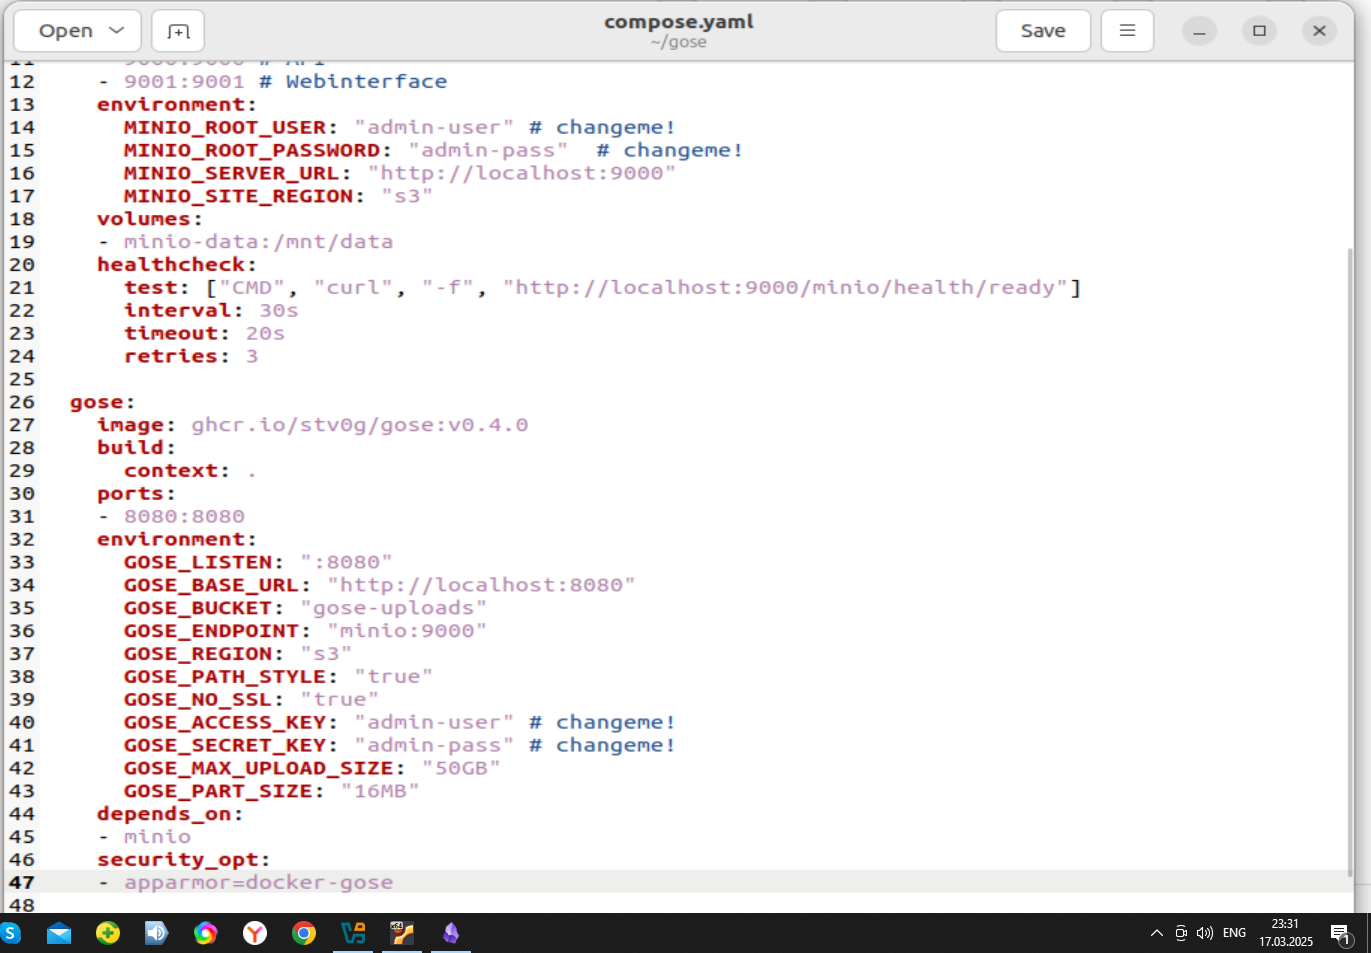 Open
compose.yaml
~/gose
Save
11 - 9000:9000 # API
12 - 9001:9001 # Webinterface
13 environment:
14 MINIO_ROOT_USER: "admin-user" # changeme!
15 MINIO_ROOT_PASSWORD: "admin-pass"  # changeme!
16 MINIO_SERVER_URL: "http://localhost:9000"
17 MINIO_SITE_REGION: "s3"
18 volumes:
19 - minio-data:/mnt/data
20 healthcheck:
21 test: ["CMD", "curl", "-f", "http://localhost:9000/minio/health/ready"]
22 interval: 30s
23 timeout: 20s
24 retries: 3
25
26 gose:
27 image: ghcr.io/stv0g/gose:v0.4.0
28 build:
29 context: .
30 ports:
31 - 8080:8080
32 environment:
33 GOSE_LISTEN: ":8080"
34 GOSE_BASE_URL: "http://localhost:8080"
35 GOSE_BUCKET: "gose-uploads"
36 GOSE_ENDPOINT: "minio:9000"
37 GOSE_REGION: "s3"
38 GOSE_PATH_STYLE: "true"
39 GOSE_NO_SSL: "true"
40 GOSE_ACCESS_KEY: "admin-user" # changeme!
41 GOSE_SECRET_KEY: "admin-pass" # changeme!
42 GOSE_MAX_UPLOAD_SIZE: "50GB"
43 GOSE_PART_SIZE: "16MB"
44 depends_on:
45 - minio
46 security_opt:
47 - apparmor=docker-gose
48
ENG
23:31
17.03.2025
1